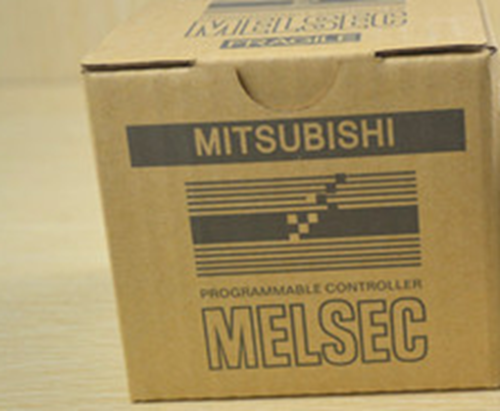 MELSEC
FRAGILE
MITSUBISHI
PROGRAMMABLE CONTROLLER
MELSEC